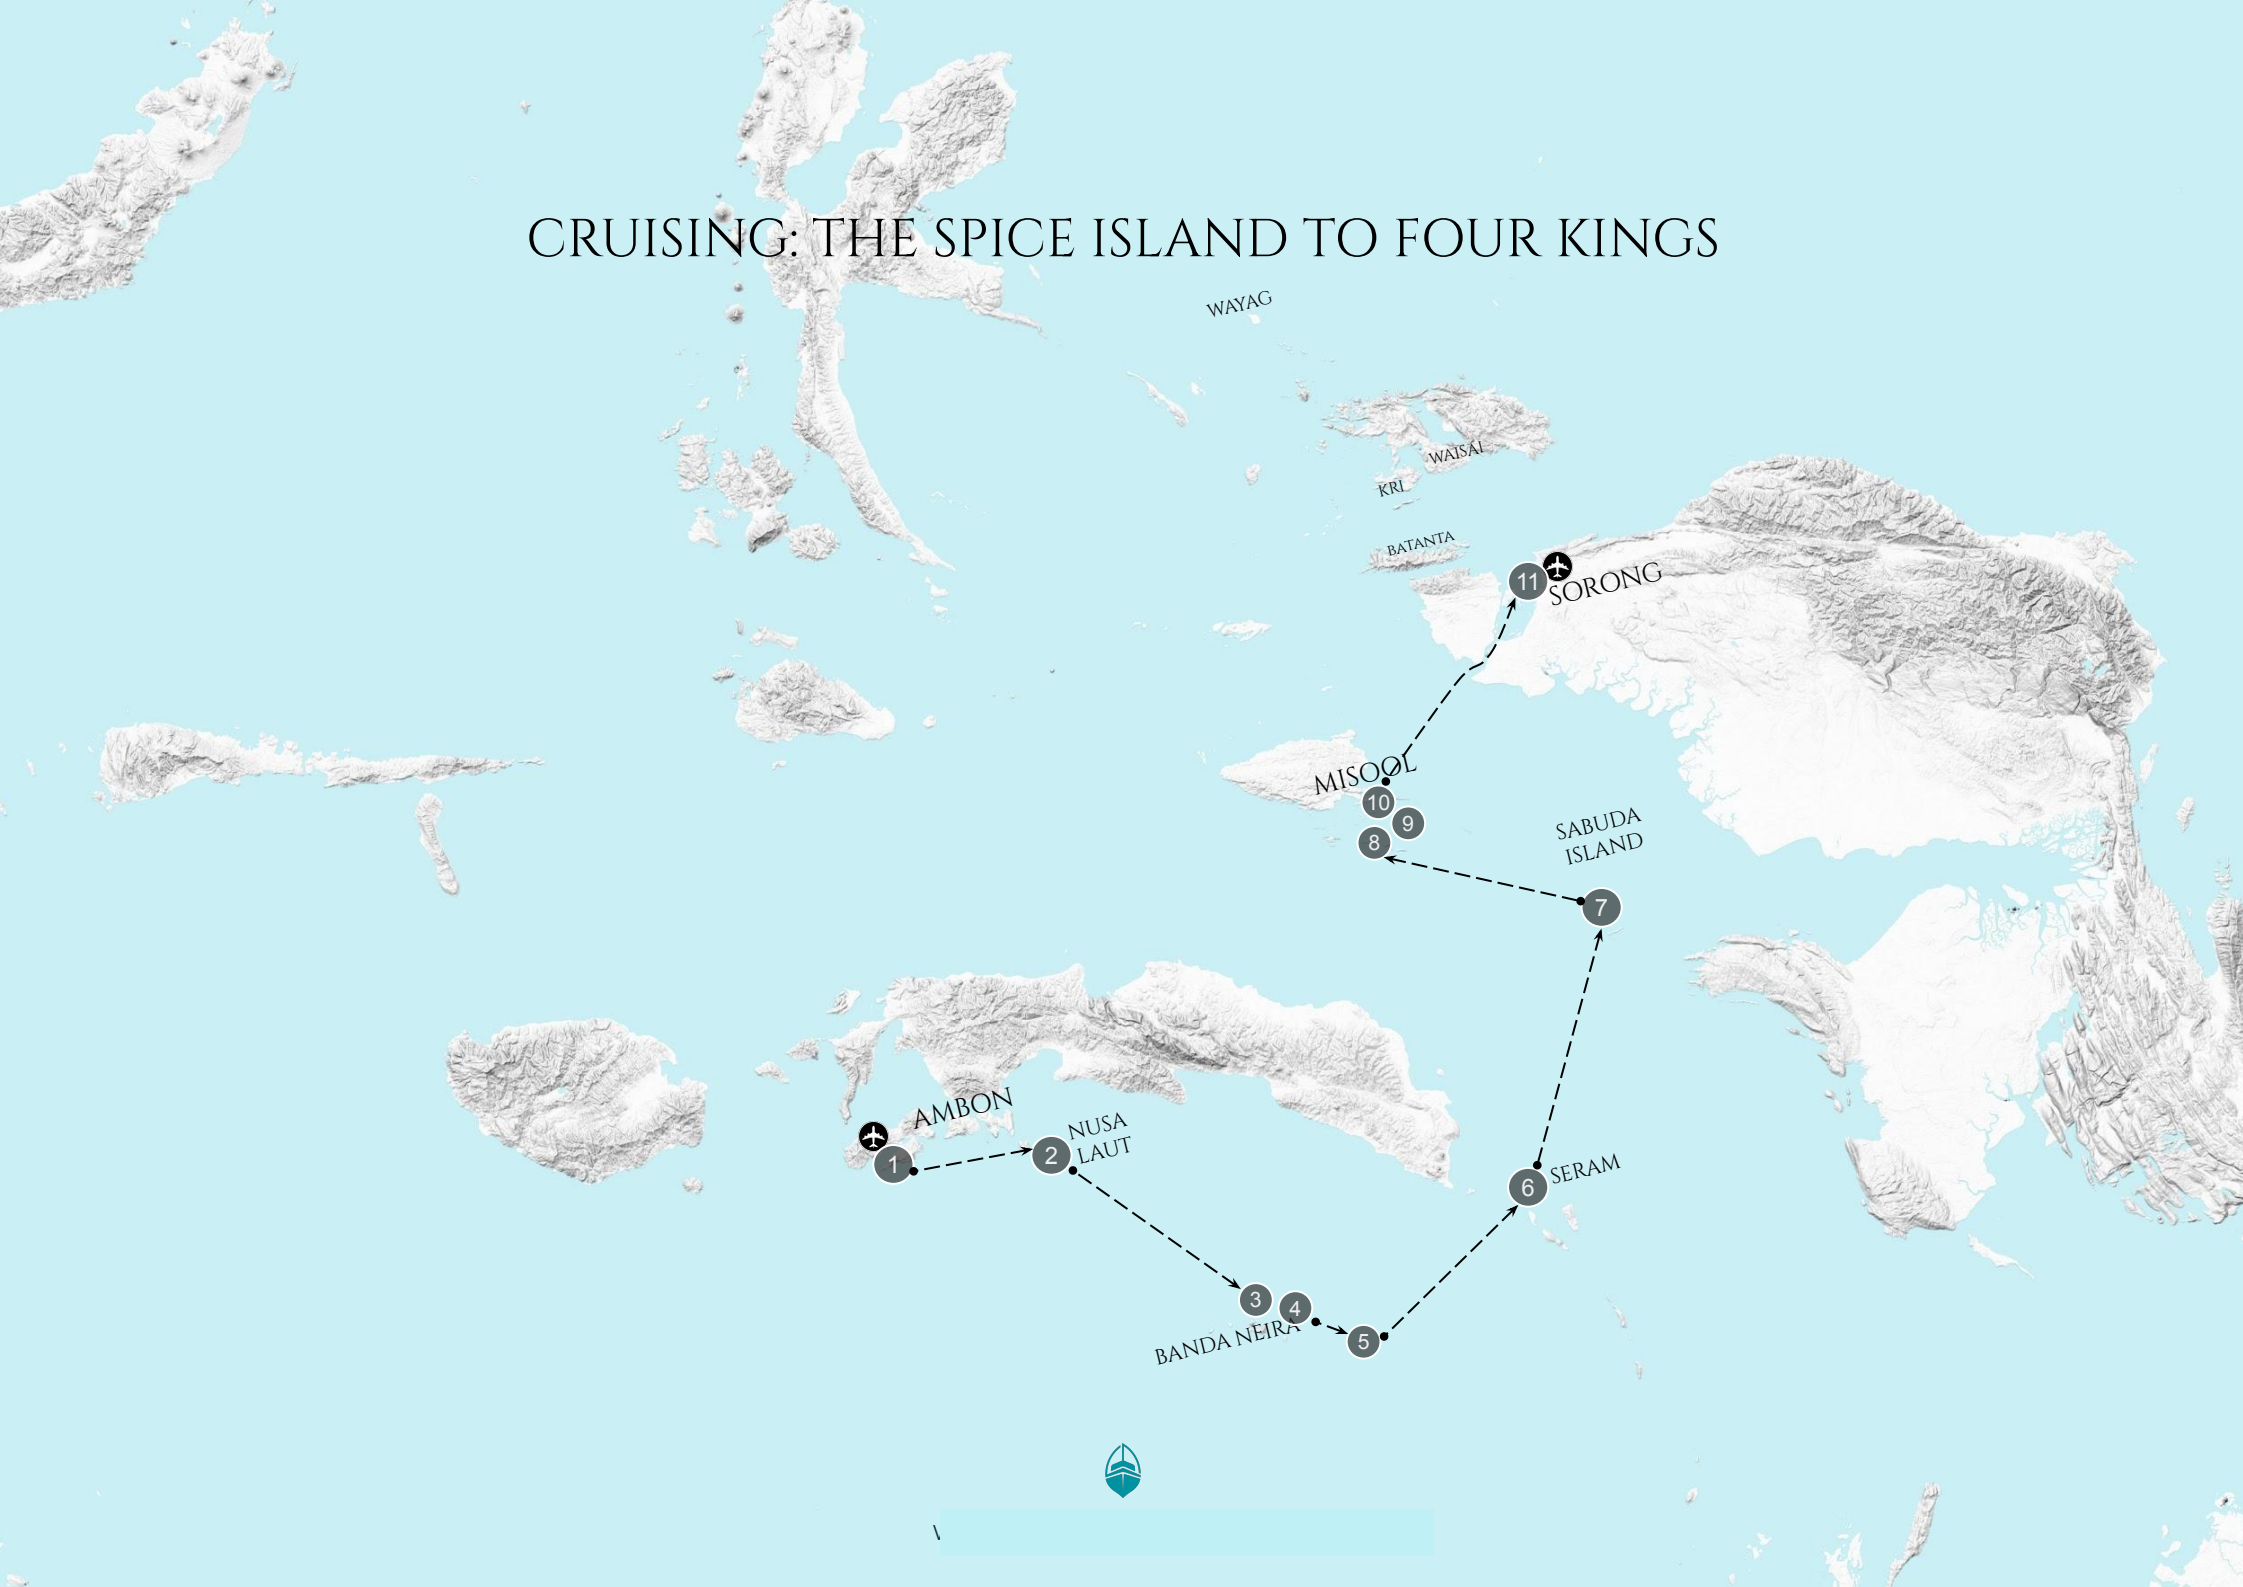 CRUISING: THE SPICE ISLAND TO FOUR KINGS
WAYAG
WAISAI
KRI
BATANTA
11
SORONG
MISOOL
10
9
8
SABUDA
ISLAND
7
AMBON
1
2
NUSA
LAUT
6
SERAM
3
4
BANDA NEIRA
5